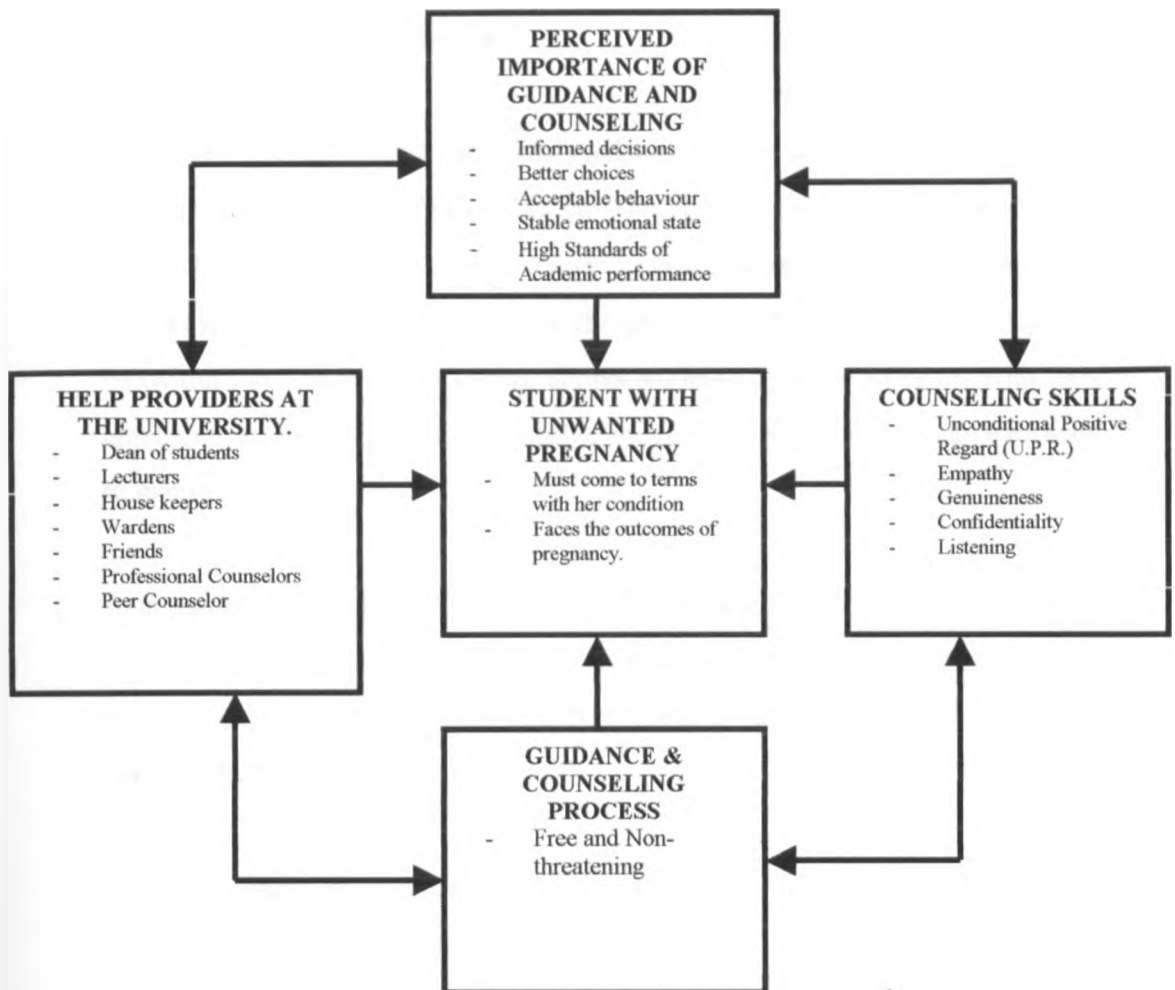 PERCEIVED
IMPORTANCE OF
GUIDANCE AND
COUNSELING
- Informed decisions
- Better choices
- Acceptable behaviour
- Stable emotional state
- High Standards of
Academic performance
HELP PROVIDERS AT
THE UNIVERSITY.
- Dean of students
- Lecturers
- House keepers
- Wardens
- Friends
- Professional Counselors
- Peer Counselor
STUDENT WITH
UNWANTED
PREGNANCY
- Must come to terms
with her condition
- Faces the outcomes of
pregnancy.
COUNSELING SKILLS
- Unconditional Positive
Regard (U.P.R.)
- Empathy
- Genuineness
- Confidentiality
- Listening
GUIDANCE &
COUNSELING
PROCESS
- Free and Non-
threatening